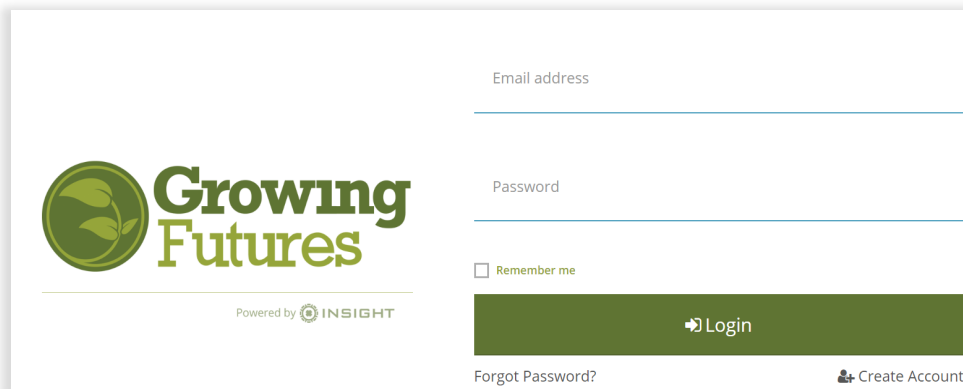 Email address
Password
Growing
Futures
Powered by INSIGHT
Remember me
Login
Forgot Password?
Create Account